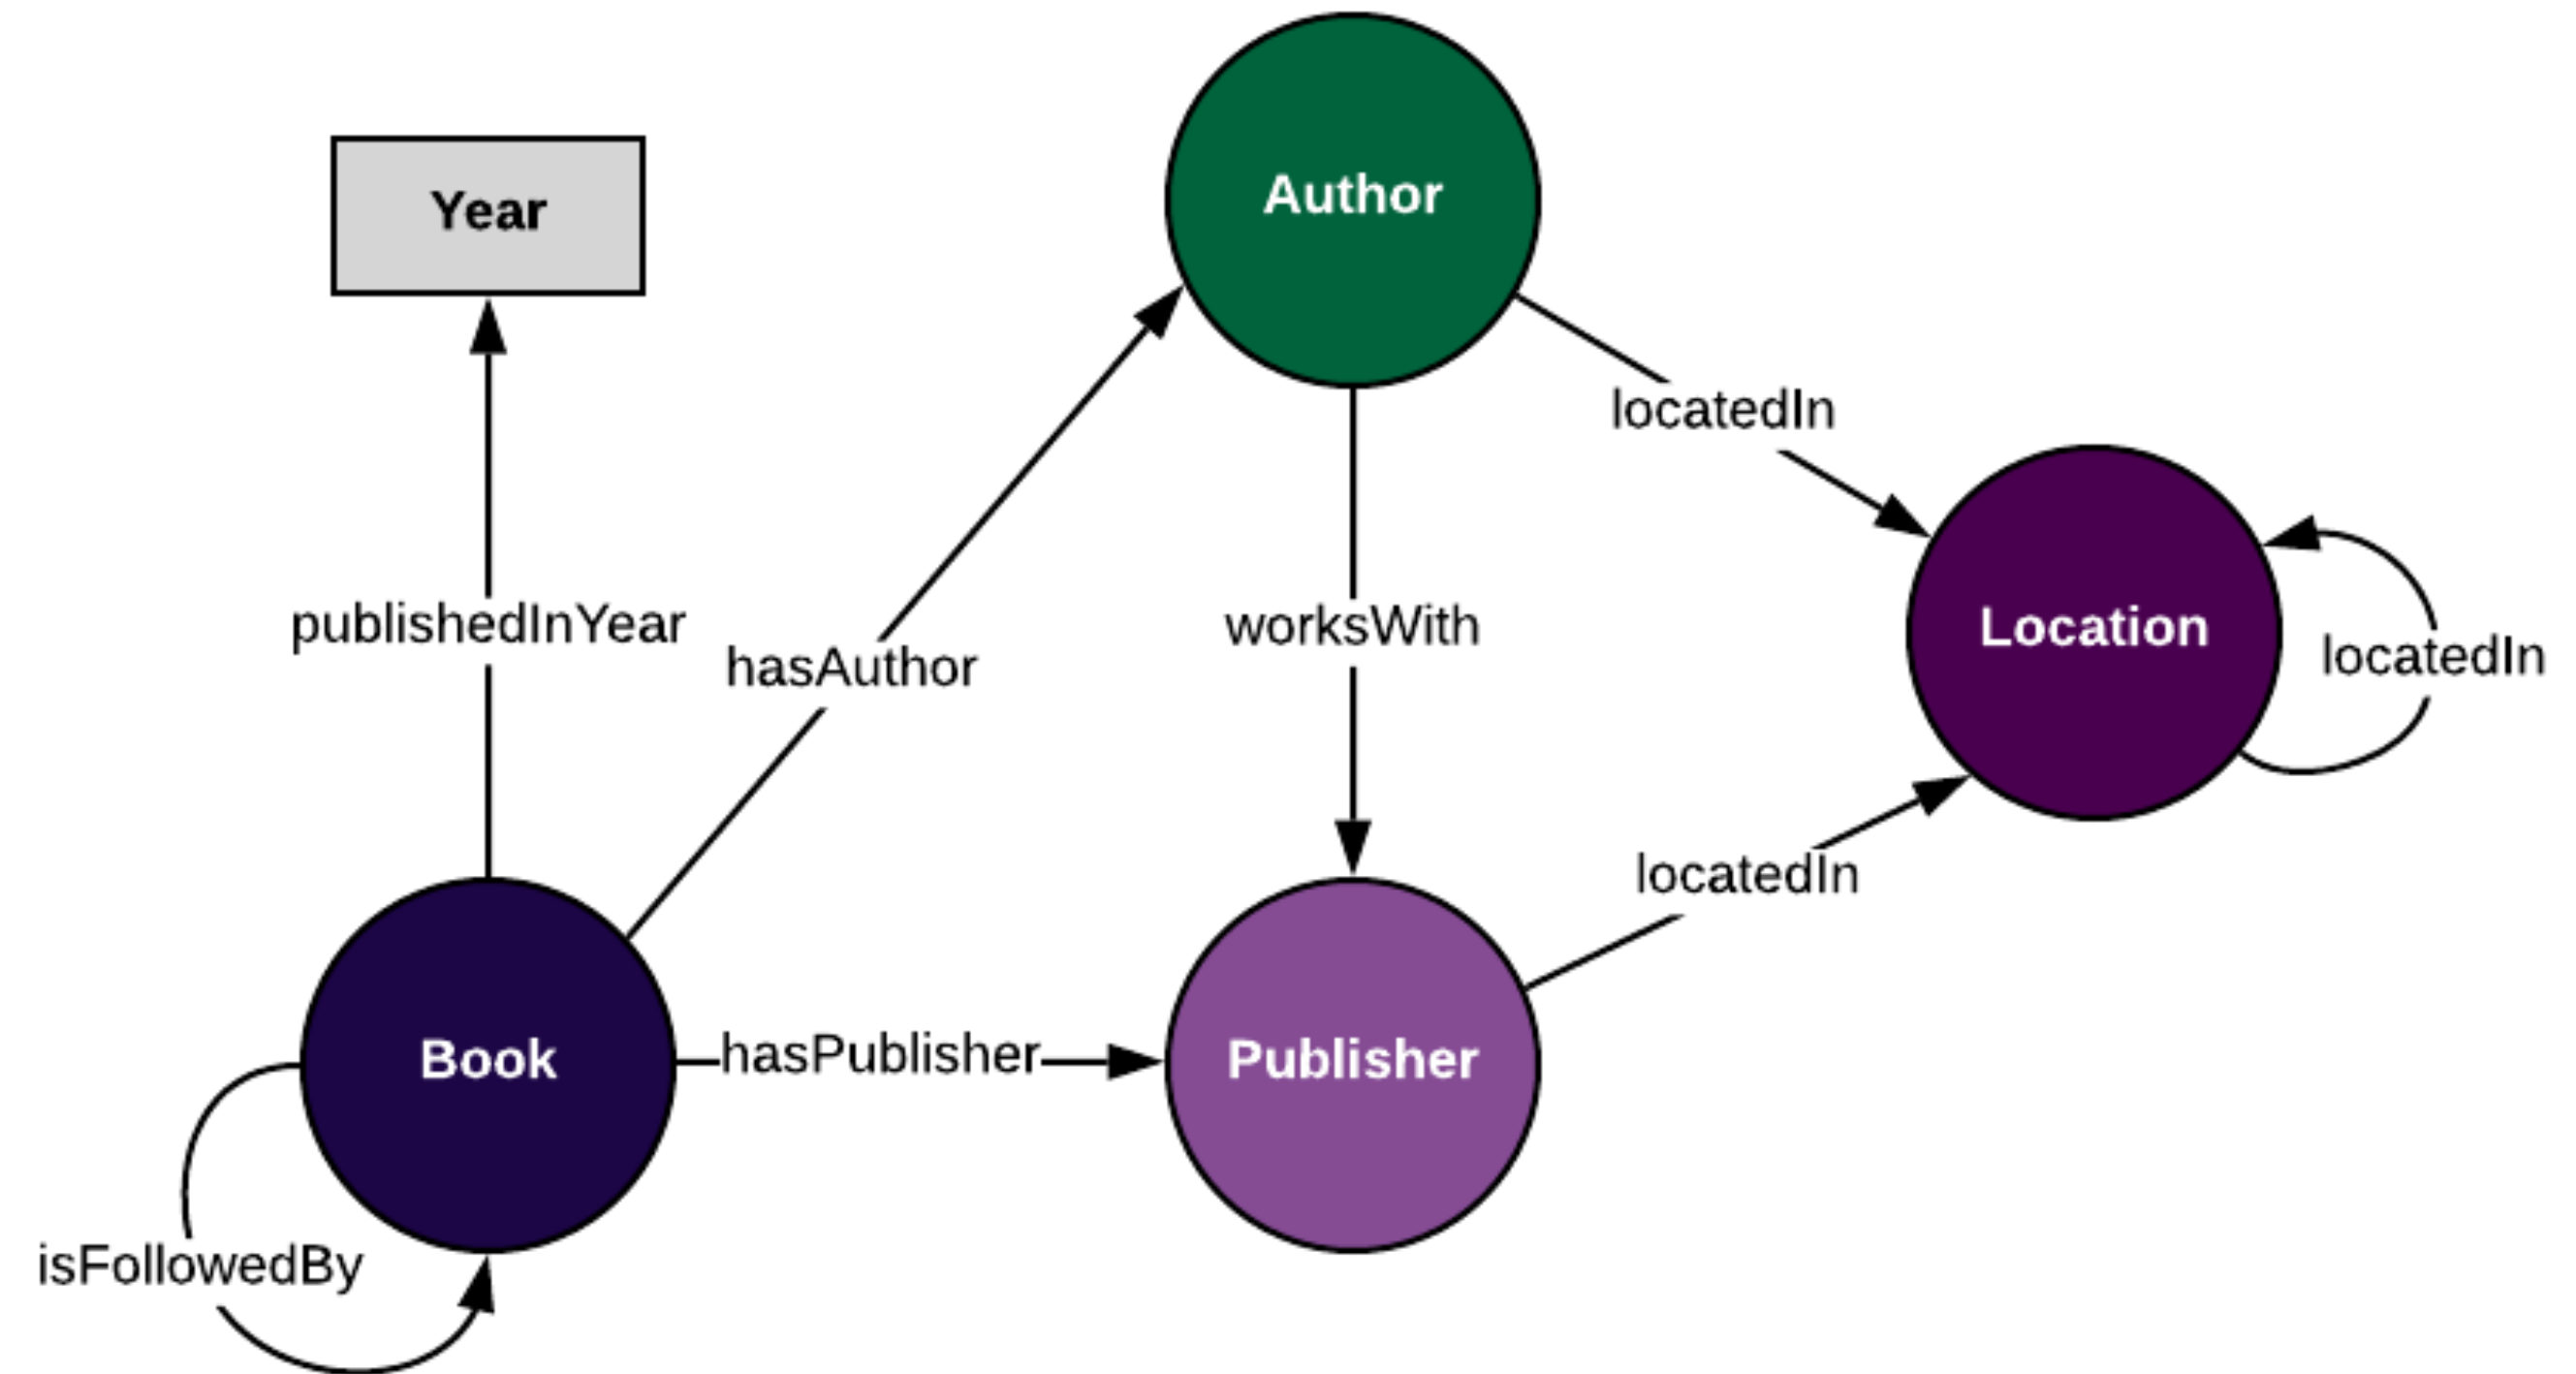 Author
Year
locatedIn
publishedInYear
hasAuthor
worksWith
Location
locatedIn
locatedIn
Book
hasPublisher
Publisher
isFollowedBy